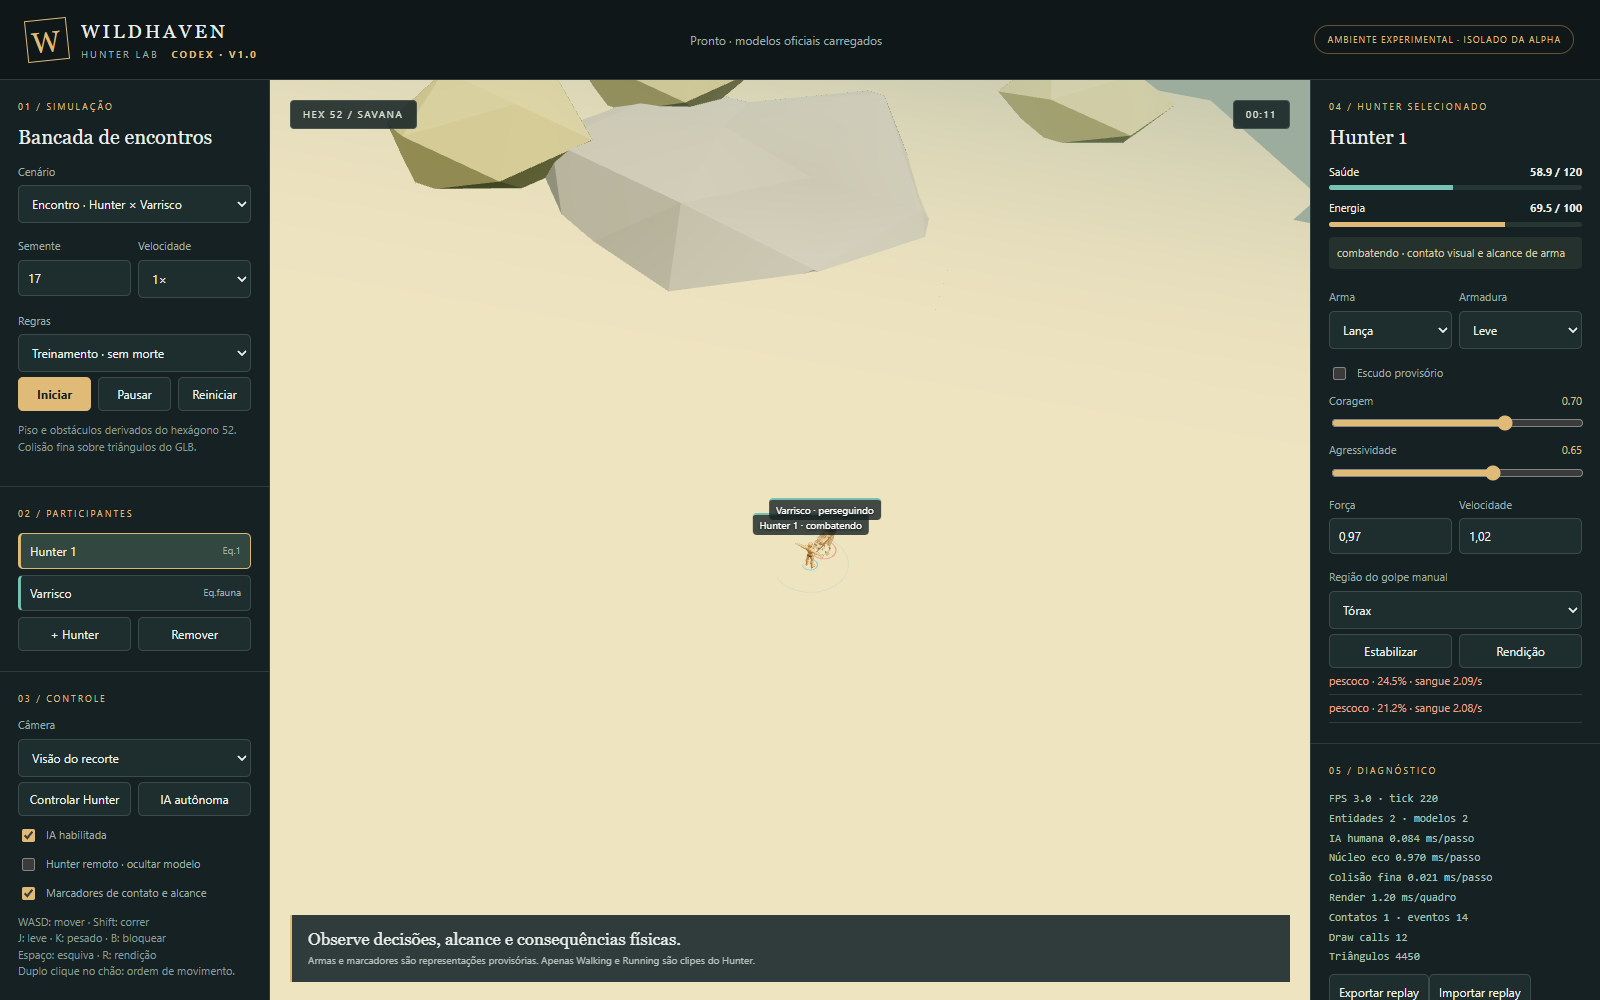 W
WILDHAVEN
HUNTER LAB CODEX · V1.0
Pronto · modelos oficiais carregados
AMBIENTE EXPERIMENTAL · ISOLADO DA ALPHA
01 / SIMULAÇÃO
Bancada de encontros
Cenário
Encontro · Hunter × Varrisco
Semente
Velocidade
17
1×
Regras
Treinamento · sem morte
Iniciar
Pausar
Reiniciar
Piso e obstáculos derivados do hexágono 52.
Colisão fina sobre triângulos do GLB.
02 / PARTICIPANTES
Hunter 1
Eq.1
Varrisco
Eq.fauna
+ Hunter
Remover
03 / CONTROLE
Câmera
Visão do recorte
Controlar Hunter
IA autônoma
IA habilitada
Hunter remoto · ocultar modelo
Marcadores de contato e alcance
WASD: mover · Shift: correr
J: leve · K: pesado · B: bloquear
Espaço: esquiva · R: rendição
Duplo clique no chão: ordem de movimento.
HEX 52 / SAVANA
00:11
Varrisco · perseguindo
Hunter 1 · combatendo
Observe decisões, alcance e consequências físicas.
Armas e marcadores são representações provisórias. Apenas Walking e Running são clipes do Hunter.
04 / HUNTER SELECIONADO
Hunter 1
Saúde
58.9 / 120
Energia
69.5 / 100
combatendo · contato visual e alcance de arma
Arma
Armadura
Lança
Leve
Escudo provisório
Coragem
0.70
Agressividade
0.65
Força
Velocidade
0,97
1,02
Região do golpe manual
Tórax
Estabilizar
Rendição
pescoco · 24.5% · sangue 2.09/s
pescoco · 21.2% · sangue 2.08/s
05 / DIAGNÓSTICO
FPS 3.0 · tick 220
Entidades 2 · modelos 2
IA humana 0.084 ms/passo
Núcleo eco 0.970 ms/passo
Colisão fina 0.021 ms/passo
Render 1.20 ms/quadro
Contatos 1 · eventos 14
Draw calls 12
Triângulos 4450
Exportar replay
Importar replay